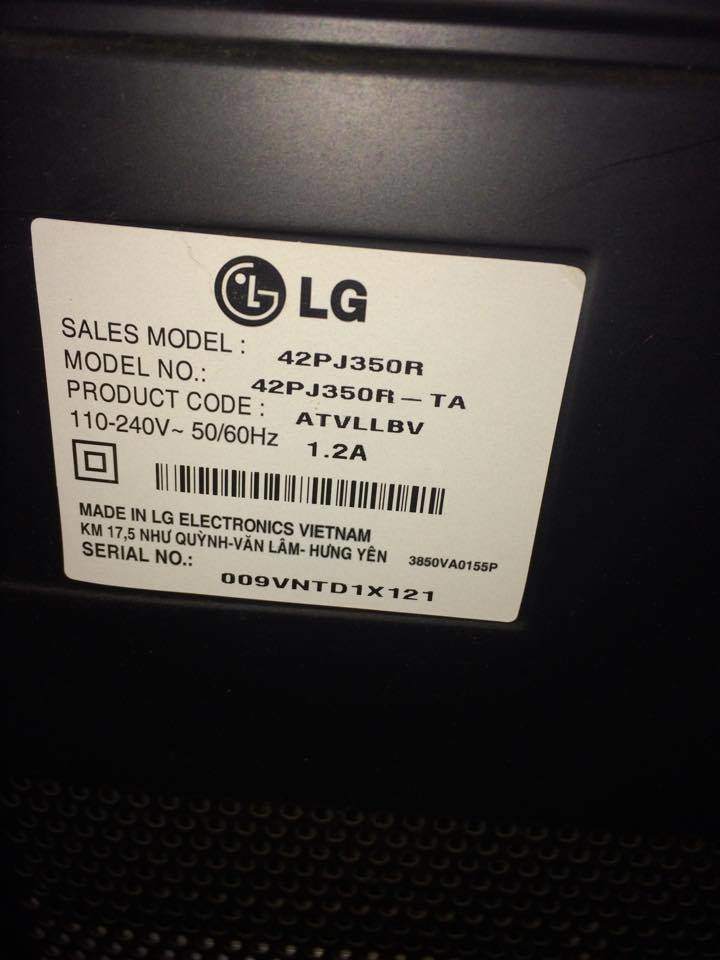 LG
SALES MODEL : 42PJ350R
MODEL NO.: 42PJ350R-TA
PRODUCT CODE : ATVLLBV
110-240V~ 50/60Hz 1.2A
MADE IN LG ELECTRONICS VIETNAM
KM 17,5 NHƯ QUỲNH-VĂN LÂM- HƯNG YÊN 3850VA0155P
SERIAL NO.: 009VNTD1X121